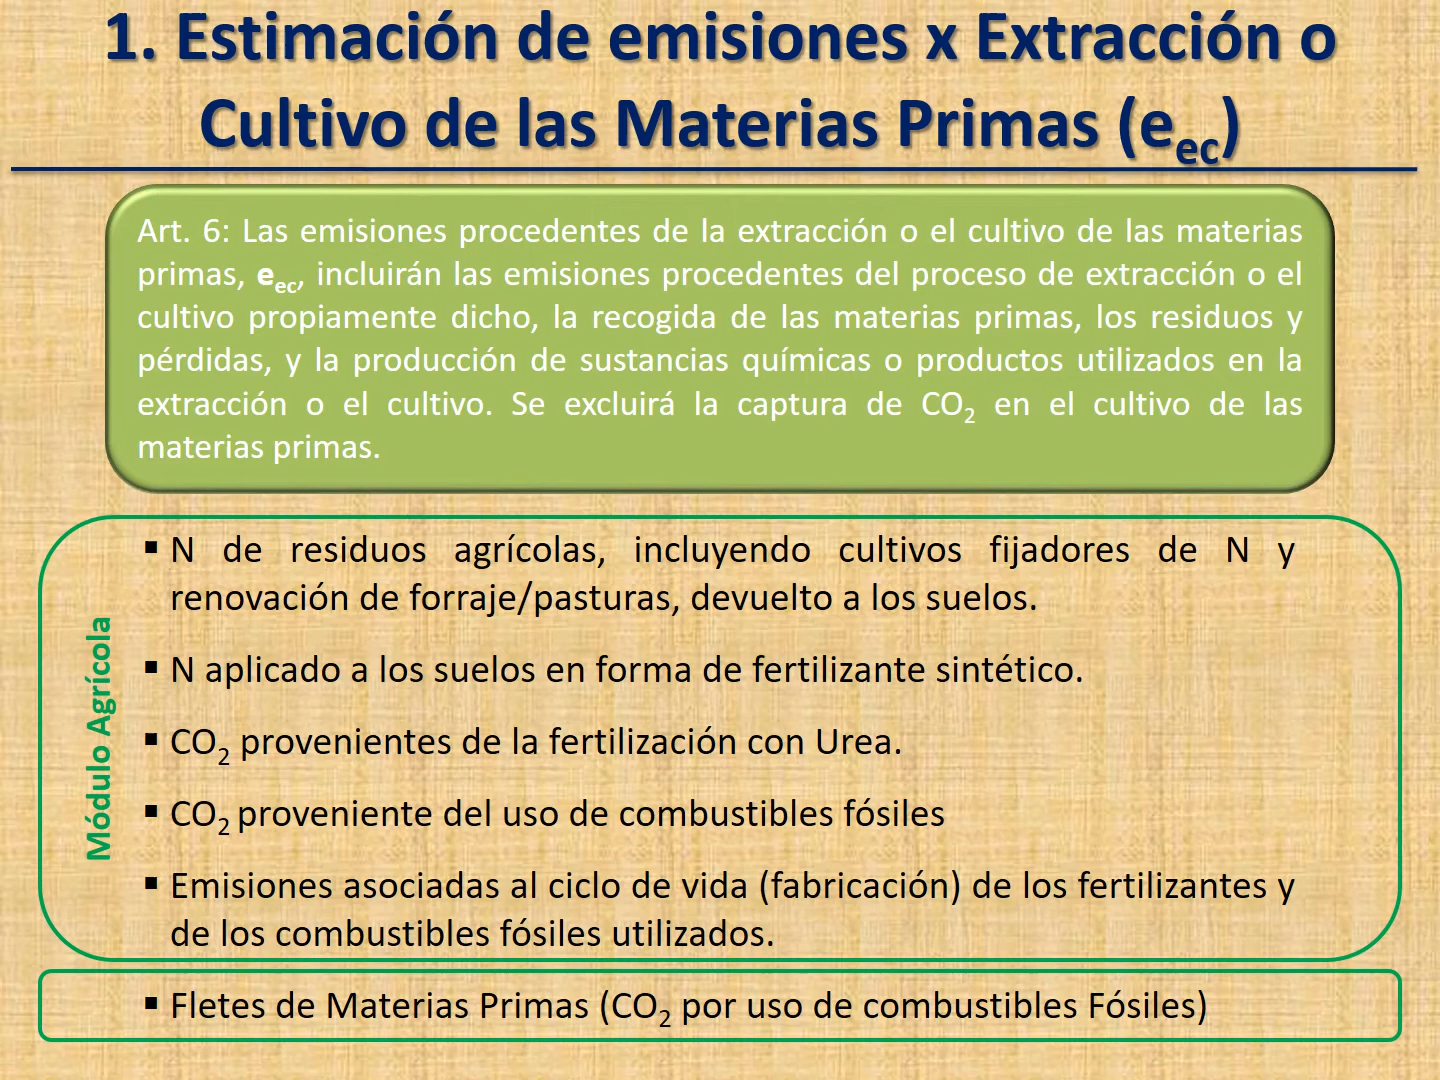 1. Estimación de emisiones x Extracción o
Cultivo de las Materias Primas (eec)
Art. 6: Las emisiones procedentes de la extracción o el cultivo de las materias
primas, eec, incluirán las emisiones procedentes del proceso de extracción o el
cultivo propiamente dicho, la recogida de las materias primas, los residuos y
pérdidas, y la producción de sustancias químicas o productos utilizados en la
extracción o el cultivo. Se excluirá la captura de CO2 en el cultivo de las
materias primas.
Módulo Agrícola
▪ N de residuos agrícolas, incluyendo cultivos fijadores de N y
renovación de forraje/pasturas, devuelto a los suelos.
▪ N aplicado a los suelos en forma de fertilizante sintético.
▪ CO2 provenientes de la fertilización con Urea.
▪ CO2 proveniente del uso de combustibles fósiles
▪ Emisiones asociadas al ciclo de vida (fabricación) de los fertilizantes y
de los combustibles fósiles utilizados.
▪ Fletes de Materias Primas (CO2 por uso de combustibles Fósiles)